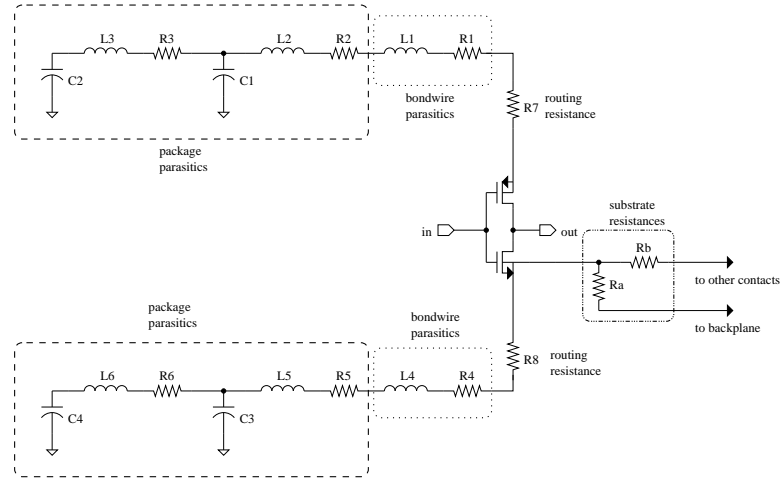 L3
R3
L2
R2
L1
R1
C2
C1
bondwire
parasitics
R7
routing
resistance
package
parasitics
in
out
substrate
resistances
Rb
Ra
to other contacts
to backplane
package
parasitics
bondwire
parasitics
R8
routing
resistance
L6
R6
L5
R5
L4
R4
C4
C3